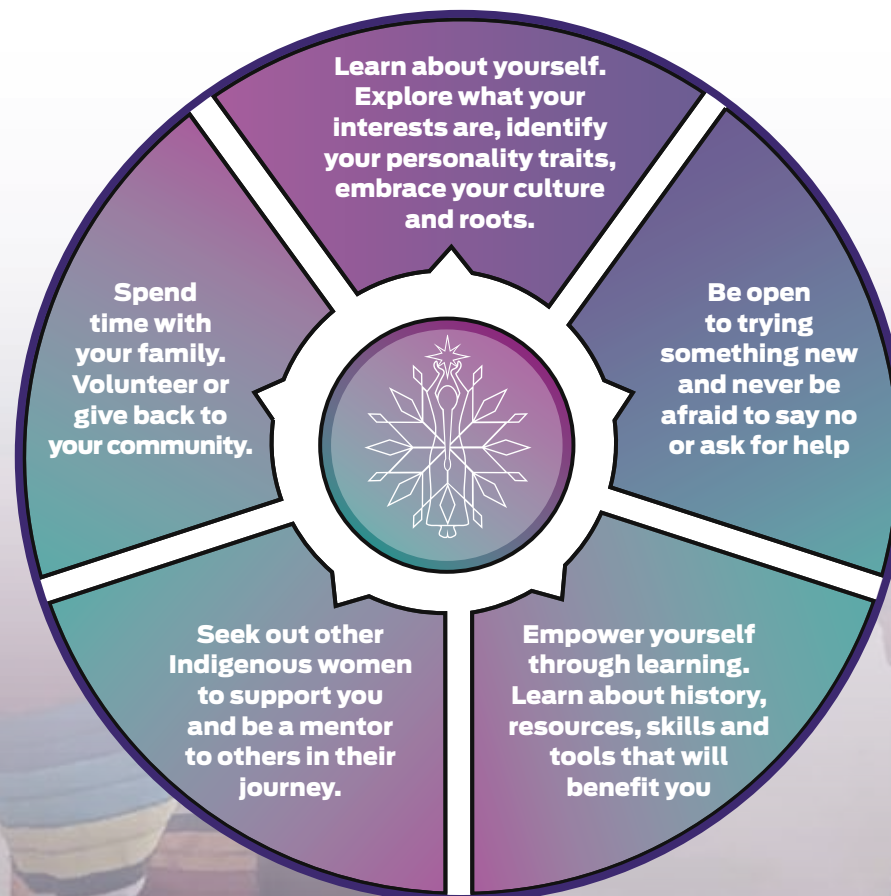 Learn about yourself.
Explore what your
interests are, identify
your personality traits,
embrace your culture
and roots.
Be open
to trying
something new
and never be
afraid to say no
or ask for help
Empower yourself
through learning.
Learn about history,
resources, skills and
tools that will
benefit you
Seek out other
Indigenous women
to support you
and be a mentor
to others in their
journey.
Spend
time with
your family.
Volunteer or
give back to
your community.